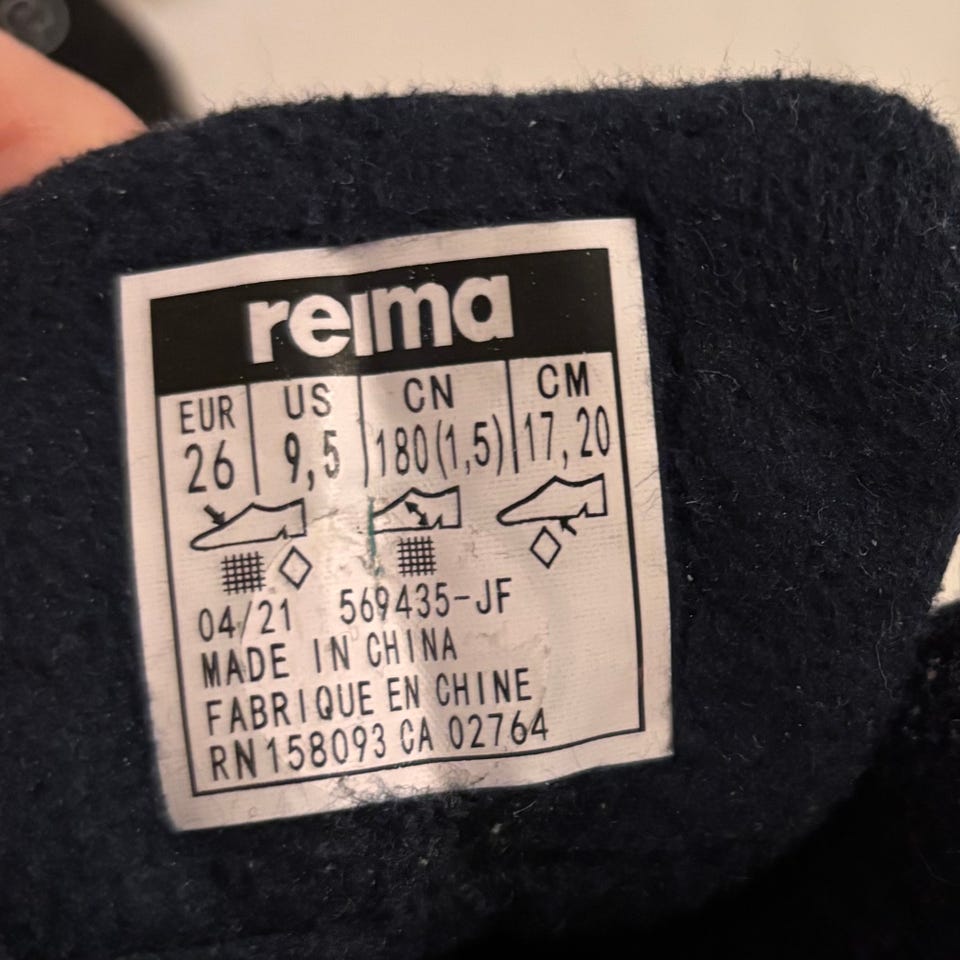 reima
EUR US CN CM
26 9,5 180(1,5) 17,20
04/21 569435-JF
MADE IN CHINA
FABRIQUE EN CHINE
RN158093 CA 02764